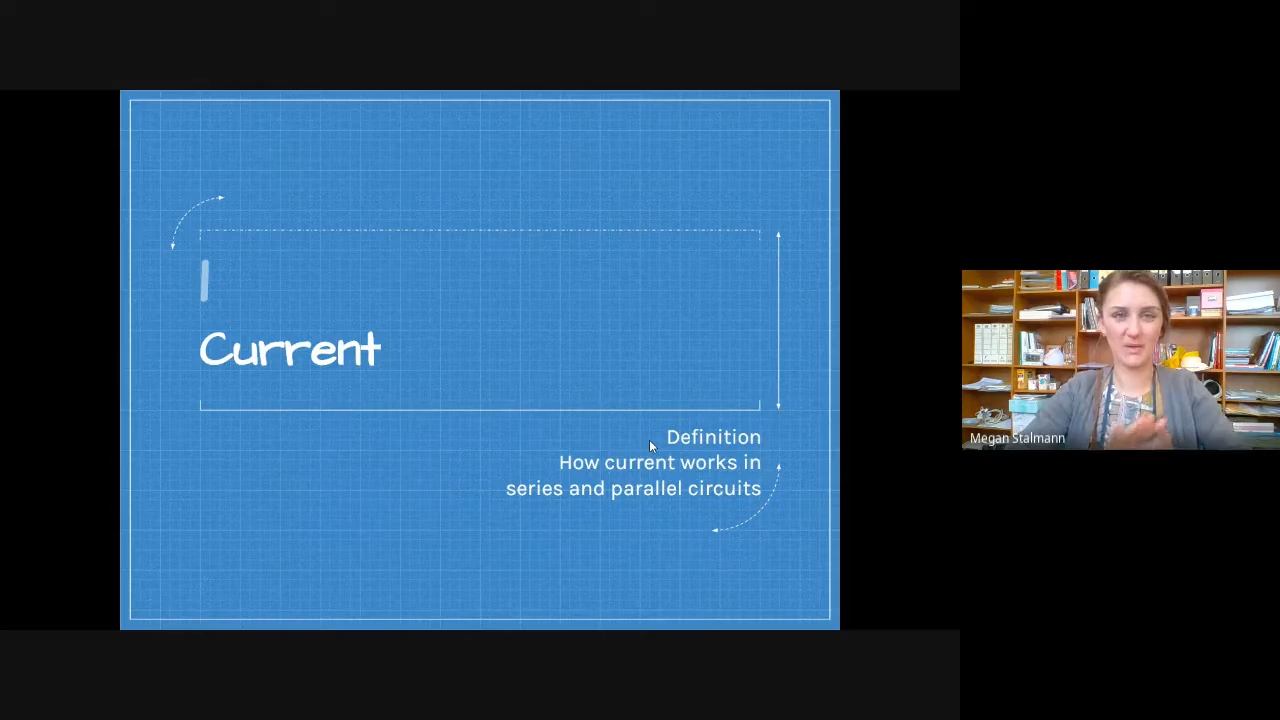 I
Current
Definition
How current works in
series and parallel circuits
Megan Stalmann